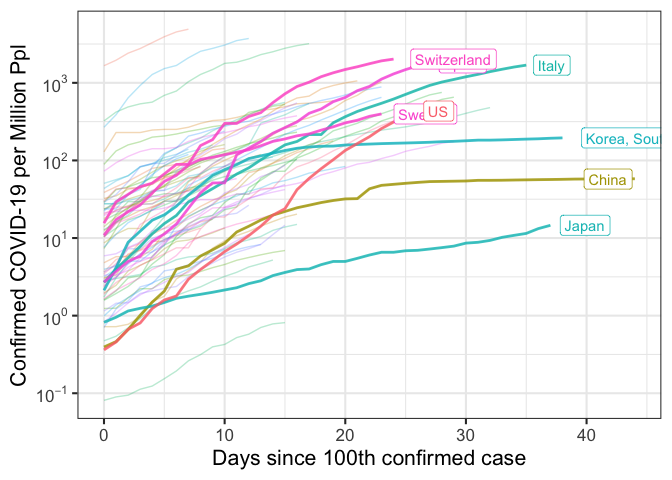 Confirmed COVID-19 per Million Ppl
10³
10²
10¹
10⁰
10⁻¹
Switzerland
Italy
Swe
US
Korea, Sou
China
Japan
0
10
20
30
40
Days since 100th confirmed case